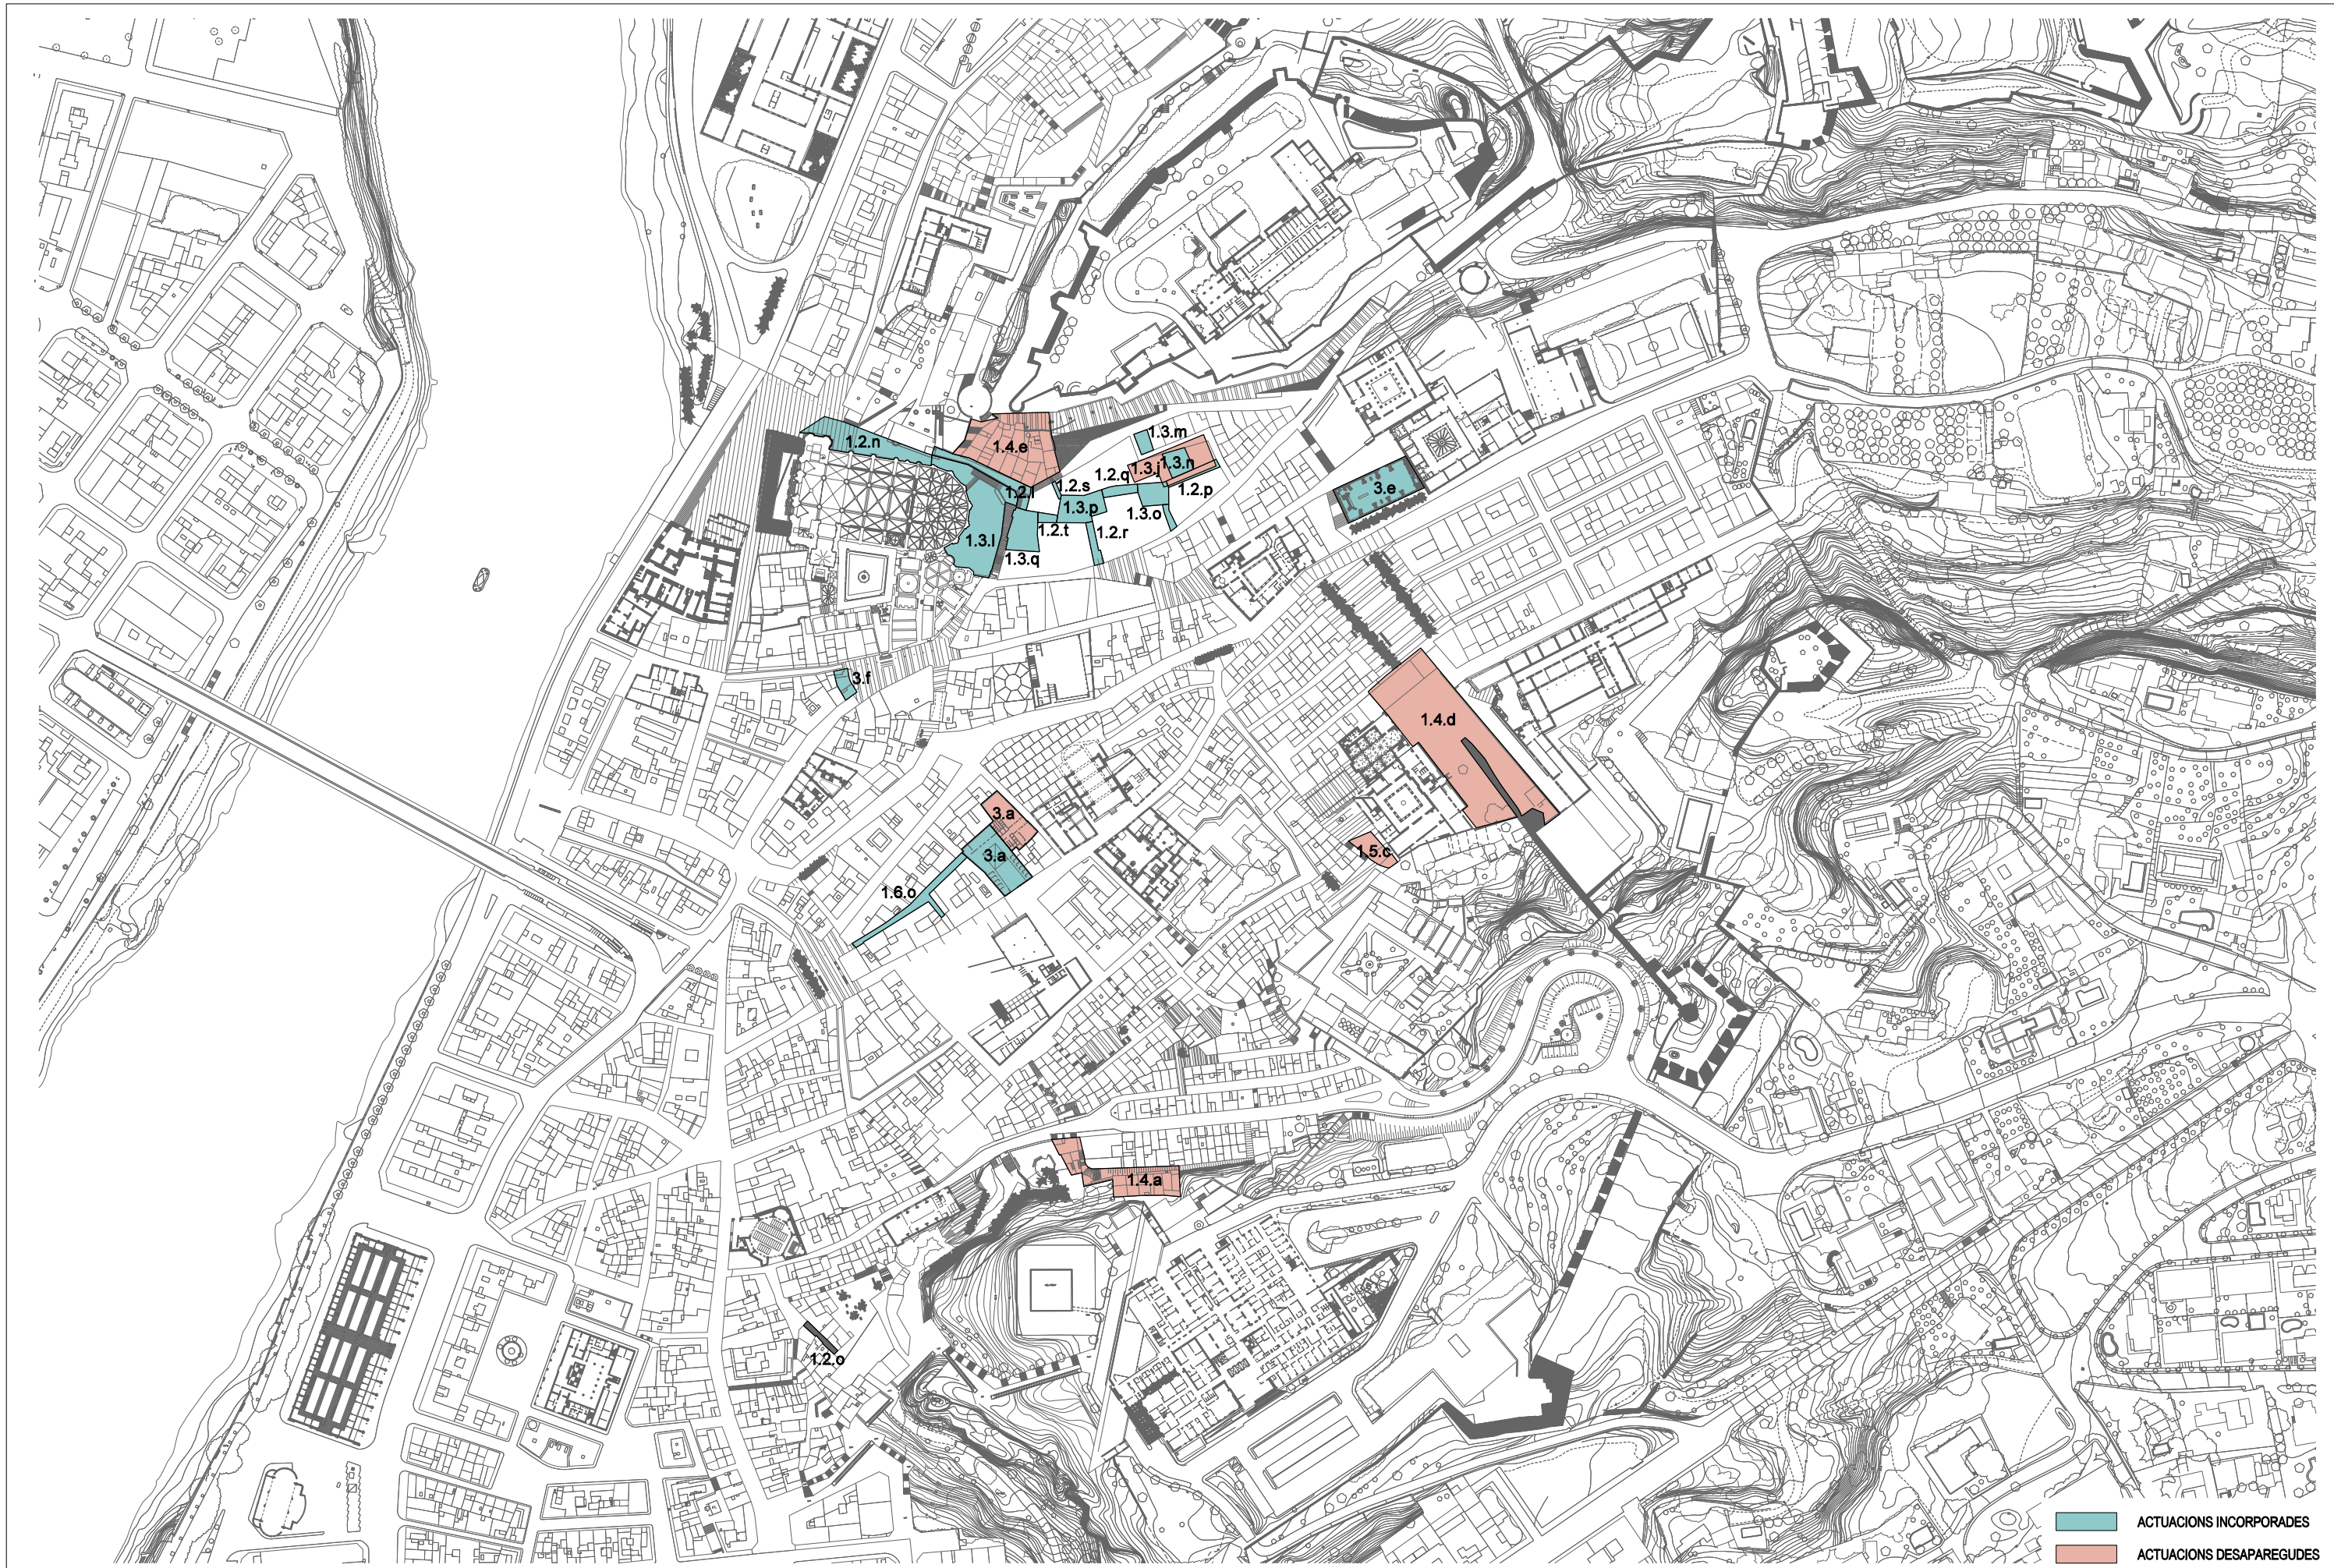 1.2.n
1.4.e
1.3.m
1.3.j
1.3.n
1.2.q
1.2.s
1.2.p
1.2.l
1.3.p
1.3.o
3.e
1.2.t
1.2.r
1.3.l
1.3.q
3.f
1.4.d
3.a
3.a
1.5.c
1.6.o
1.4.a
1.2.o
ACTUACIONS INCORPORADES
ACTUACIONS DESAPAREGUDES